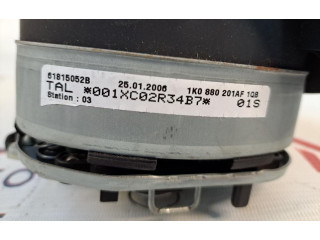 61815052B 25.01.2006 1K0 880 201AF 1QB
TAL *001XC02R34B7* 01S
Station : 03